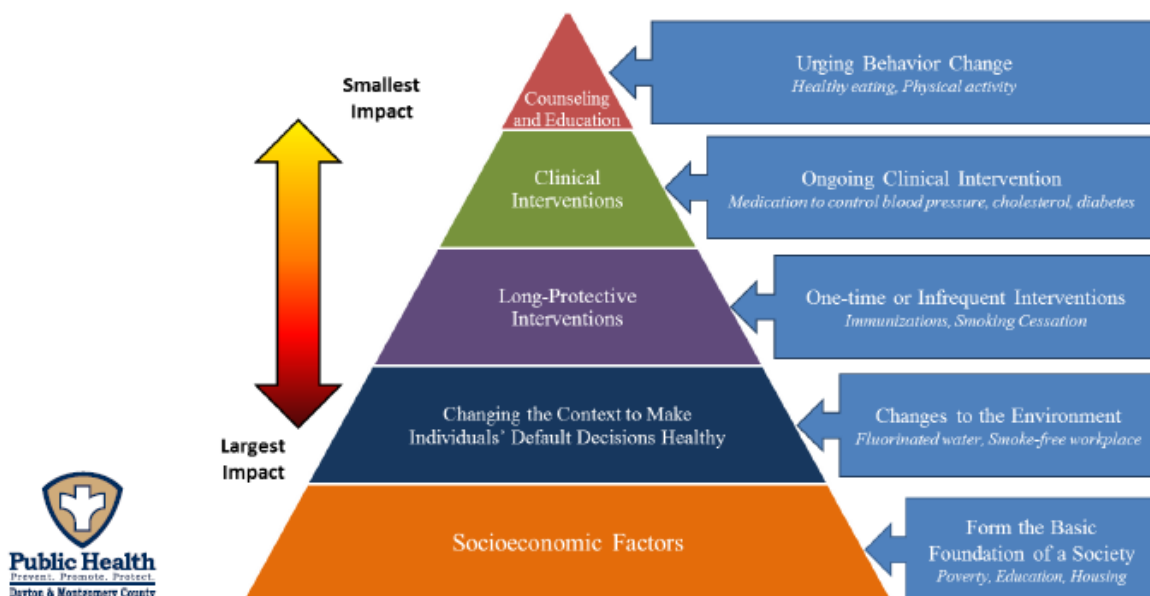 Smallest
Impact
Largest
Impact
Counseling
and Education
Clinical
Interventions
Long-Protective
Interventions
Changing the Context to Make
Individuals' Default Decisions Healthy
Socioeconomic Factors
Urging Behavior Change
Healthy eating, Physical activity
Ongoing Clinical Intervention
Medication to control blood pressure, cholesterol, diabetes
One-time or Infrequent Interventions
Immunizations, Smoking Cessation
Changes to the Environment
Fluorinated water, Smoke-free workplace
Form the Basic
Foundation of a Society
Poverty, Education, Housing
Public Health
Prevent. Promote. Protect.
Dayton & Montgomery County